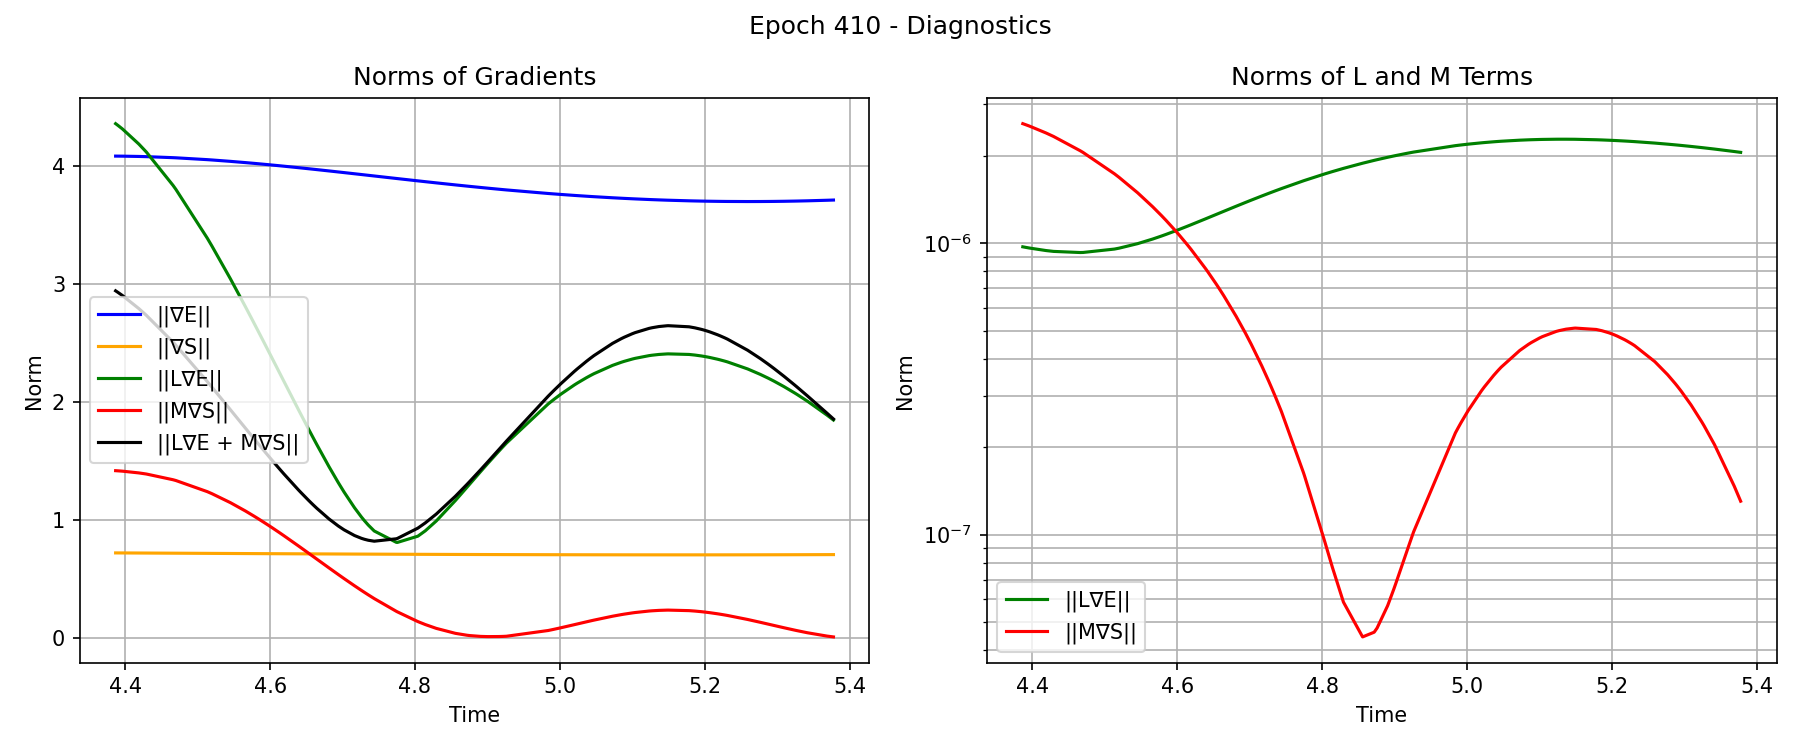 Epoch 410 - Diagnostics
Norms of Gradients
Norm
4
3
2
1
0
||∇E||
||∇S||
||L∇E||
||M∇S||
||L∇E + M∇S||
4.4 4.6 4.8 5.0 5.2 5.4
Time
Norms of L and M Terms
Norm
10⁻⁶
10⁻⁷
||L∇E||
||M∇S||
4.4 4.6 4.8 5.0 5.2 5.4
Time